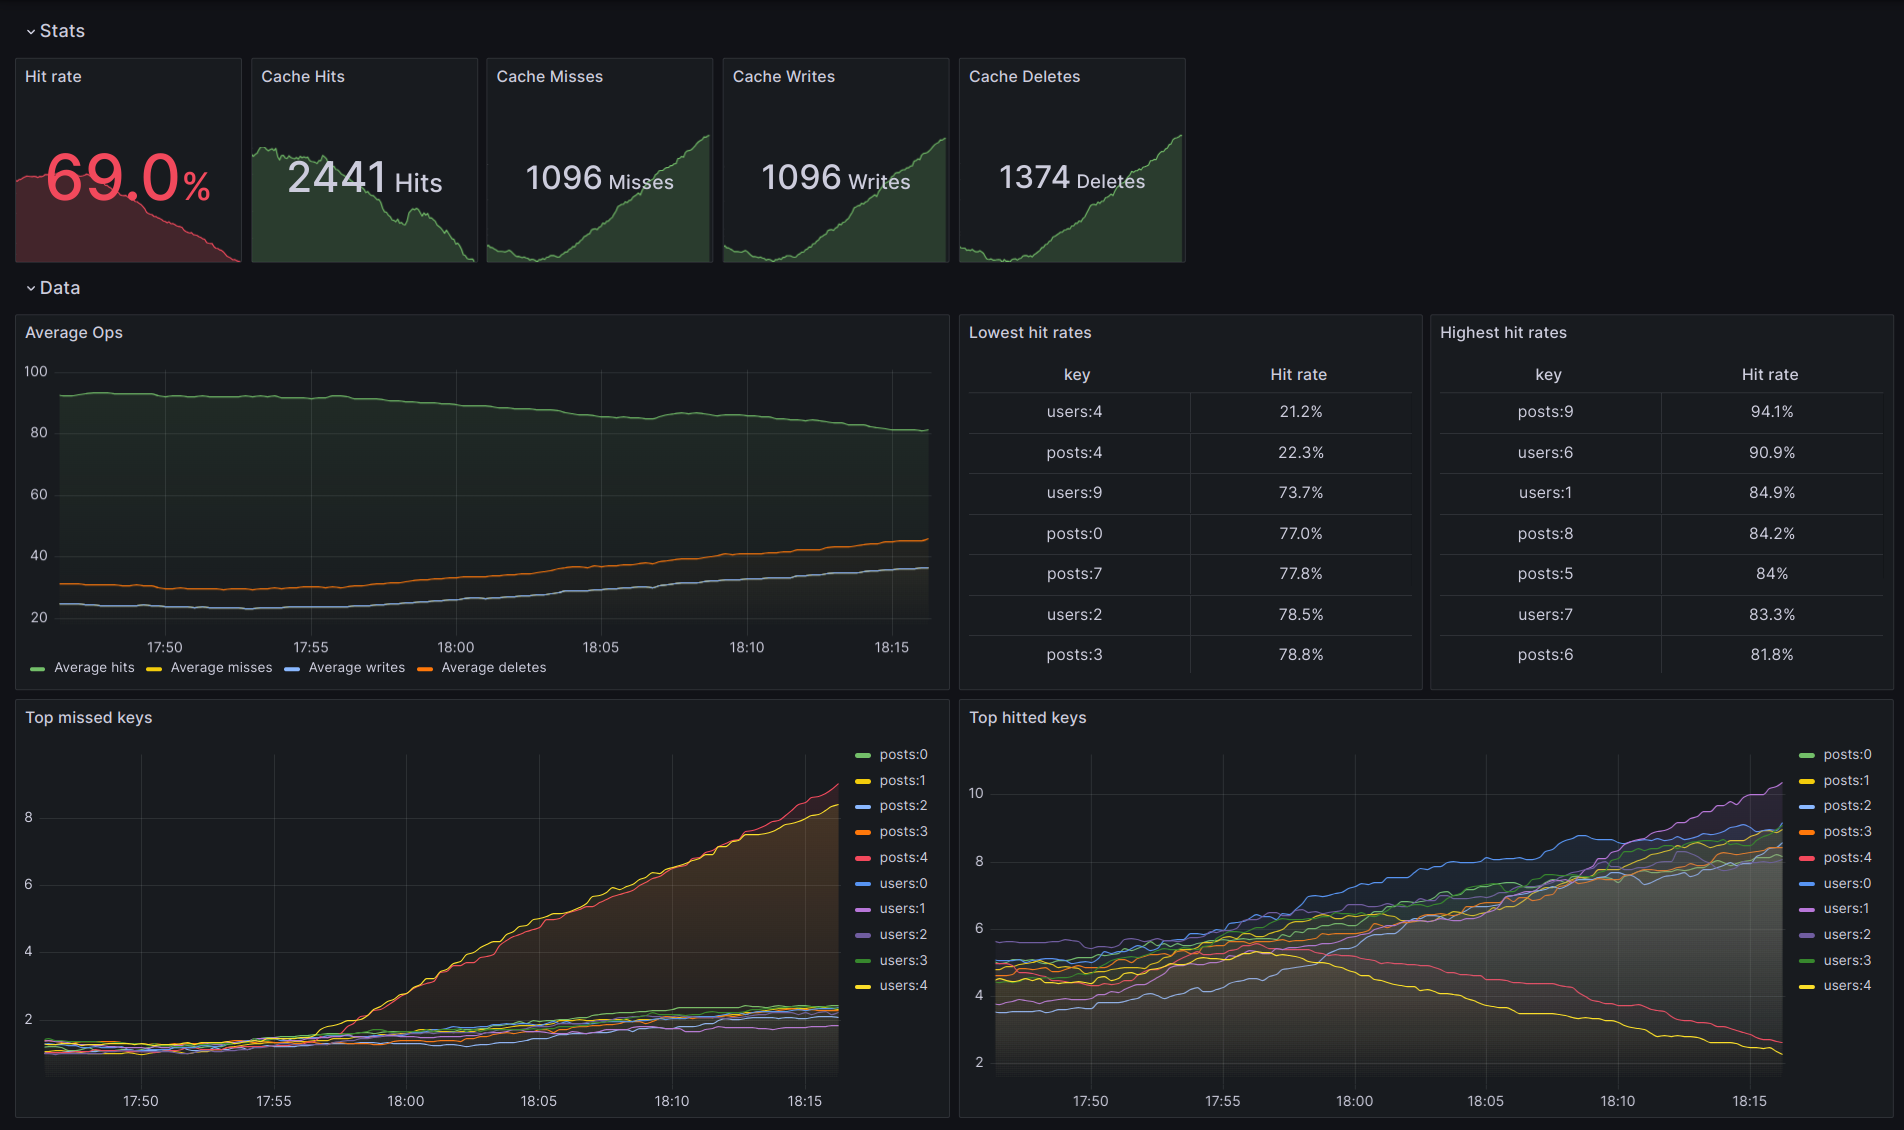 Stats
Hit rate
69.0%
Cache Hits
2441 Hits
Cache Misses
1096 Misses
Cache Writes
1096 Writes
Cache Deletes
1374 Deletes
Data
Average Ops
100
80
60
40
20
17:50 17:55 18:00 18:05 18:10 18:15
Average hits Average misses Average writes Average deletes
Lowest hit rates
key Hit rate
users:4 21.2%
posts:4 22.3%
users:9 73.7%
posts:0 77.0%
posts:7 77.8%
users:2 78.5%
posts:3 78.8%
Highest hit rates
key Hit rate
posts:9 94.1%
users:6 90.9%
users:1 84.9%
posts:8 84.2%
posts:5 84%
users:7 83.3%
posts:6 81.8%
Top missed keys
8
6
4
2
17:50 17:55 18:00 18:05 18:10 18:15
posts:0
posts:1
posts:2
posts:3
posts:4
users:0
users:1
users:2
users:3
users:4
Top hitted keys
10
8
6
4
2
17:50 17:55 18:00 18:05 18:10 18:15
posts:0
posts:1
posts:2
posts:3
posts:4
users:0
users:1
users:2
users:3
users:4